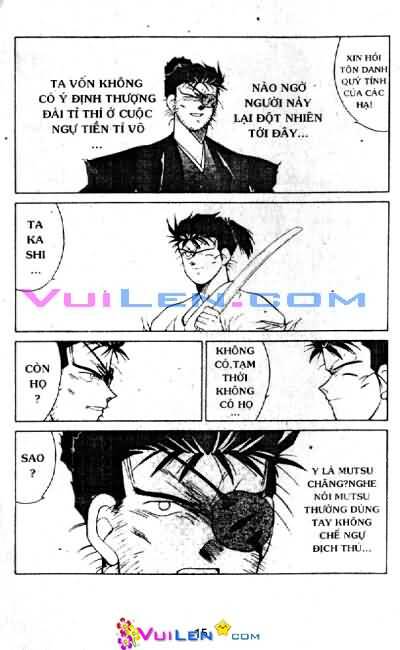 XIN HỎI
TÔN DANH
QUÝ TÍNH
CỦA CÁC
HẠ!
TA VỐN KHÔNG
CÓ Ý ĐỊNH THƯỢNG
ĐÀI TỈ THÍ Ở CUỘC
NGỰ TIỀN TỈ VÕ
...
NÀO NGỜ
NGƯỜI NÀY
LẠI ĐỘT NHIÊN
TỚI ĐÂY...
TA
KA
SHI
...
VUILEN.COM
CÒN
HỌ
?
KHÔNG
CÓ.TẠM
THỜI
KHÔNG
CÓ HỌ
...
SAO
?
Y LÀ MUTSU
CHĂNG?NGHE
NÓI MUTSU
THƯỜNG DÙNG
TAY KHÔNG
CHẾ NGỰ
ĐỊCH THỦ...
15
VUILEN.COM